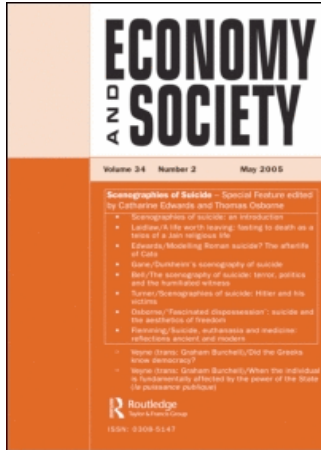 ECONOMY
AND
SOCIETY
Volume 34 Number 2 May 2005
Scenographies of Suicide – Special Feature edited
by Catharine Edwards and Thomas Osborne
• Scenographies of suicide: an introduction
• Laidlaw/A life worth leaving: fasting to death as a
telos of a Jain religious life
• Edwards/Modelling Roman suicide? The afterlife
of Cato
• Gane/Durkheim's scenography of suicide
• Bell/The scenography of suicide: terror, politics
and the humiliated witness
• Turner/Scenographies of suicide: Hitler and his
victims
• Osborne/'Fascinated dispossession': suicide and
the aesthetics of freedom
• Flemming/Suicide, euthanasia and medicine:
reflections ancient and modern
• Veyne (trans: Graham Burchell)/Did the Greeks
know democracy?
• Veyne (trans: Graham Burchell)/When the individual
is fundamentally affected by the power of the State
(la puissance publique)
R Routledge
Taylor & Francis Group
ISSN: 0308-5147